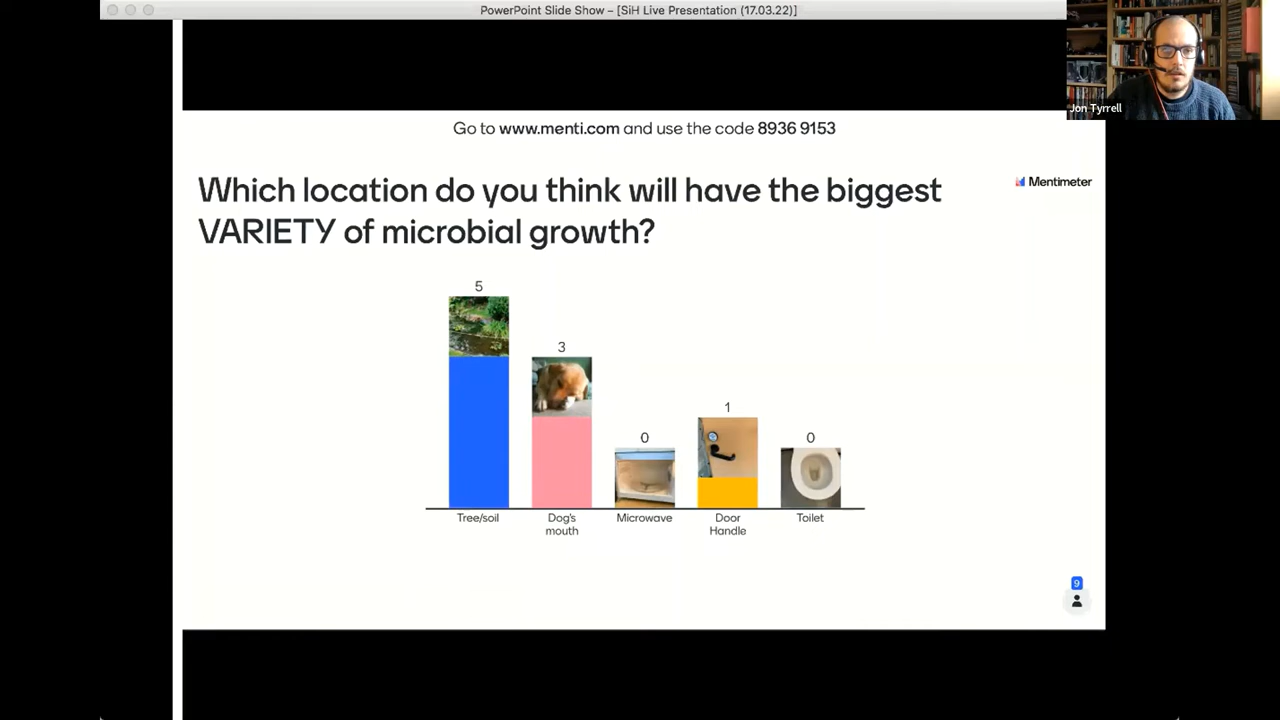 PowerPoint Slide Show – [SiH Live Presentation (17.03.22)]
Jon Tyrrell
Go to www.menti.com and use the code 8936 9153
Which location do you think will have the biggest
VARIETY of microbial growth?
Mentimeter
5
3
0
1
0
Tree/soil
Dog's
mouth
Microwave
Door
Handle
Toilet
9